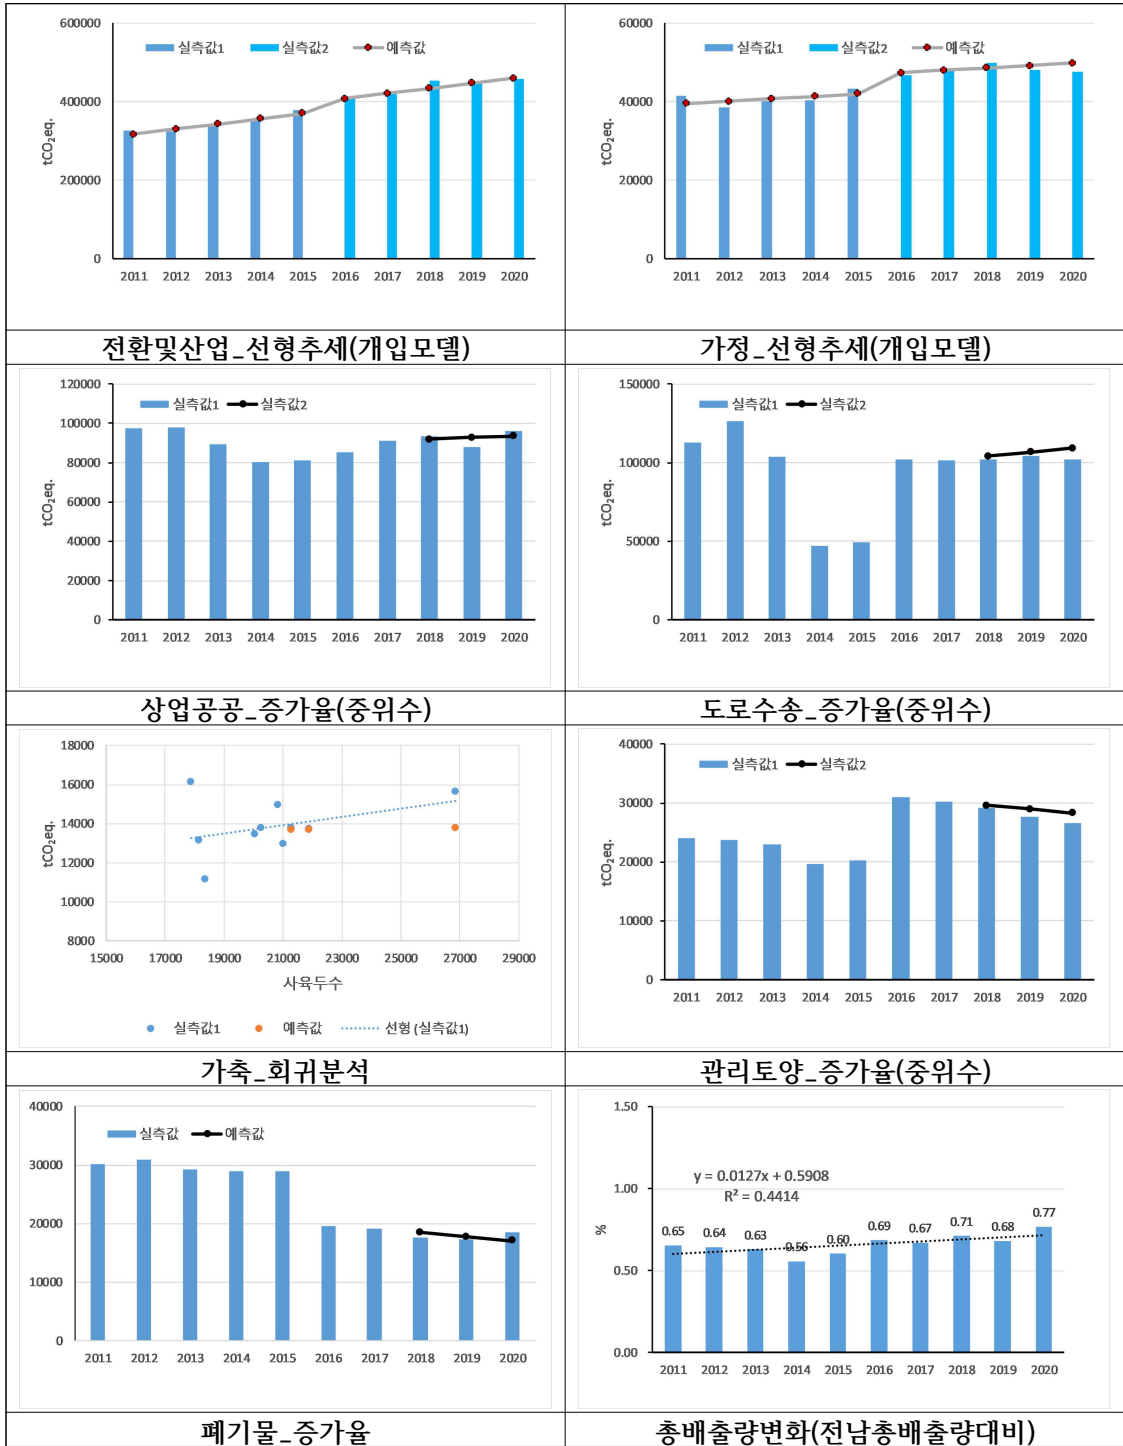 600000
400000
200000
0
tCO₂eq.
실측값1 실측값2 예측값
2011 2012 2013 2014 2015 2016 2017 2018 2019 2020
전환및산업_선형추세(개입모델)
60000
40000
20000
0
tCO₂eq.
실측값1 실측값2 예측값
2011 2012 2013 2014 2015 2016 2017 2018 2019 2020
가정_선형추세(개입모델)
120000
100000
80000
60000
40000
20000
0
tCO₂eq.
실측값1 실측값2
2011 2012 2013 2014 2015 2016 2017 2018 2019 2020
상업공공_증가율(중위수)
150000
100000
50000
0
tCO₂eq.
실측값1 실측값2
2011 2012 2013 2014 2015 2016 2017 2018 2019 2020
도로수송_증가율(중위수)
18000
16000
14000
12000
10000
8000
tCO₂eq.
15000 17000 19000 21000 23000 25000 27000 29000
사육두수
실측값1 예측값 선형 (실측값1)
가축_회귀분석
40000
30000
20000
10000
0
tCO₂eq.
실측값1 실측값2
2011 2012 2013 2014 2015 2016 2017 2018 2019 2020
관리토양_증가율(중위수)
40000
30000
20000
10000
0
실측값 예측값
2011 2012 2013 2014 2015 2016 2017 2018 2019 2020
폐기물_증가율
1.50
1.00
0.50
0.00
%
y = 0.0127x + 0.5908
R² = 0.4414
0.65 0.64 0.63 0.56 0.60 0.69 0.67 0.71 0.68 0.77
2011 2012 2013 2014 2015 2016 2017 2018 2019 2020
총배출량변화(전남총배출량대비)